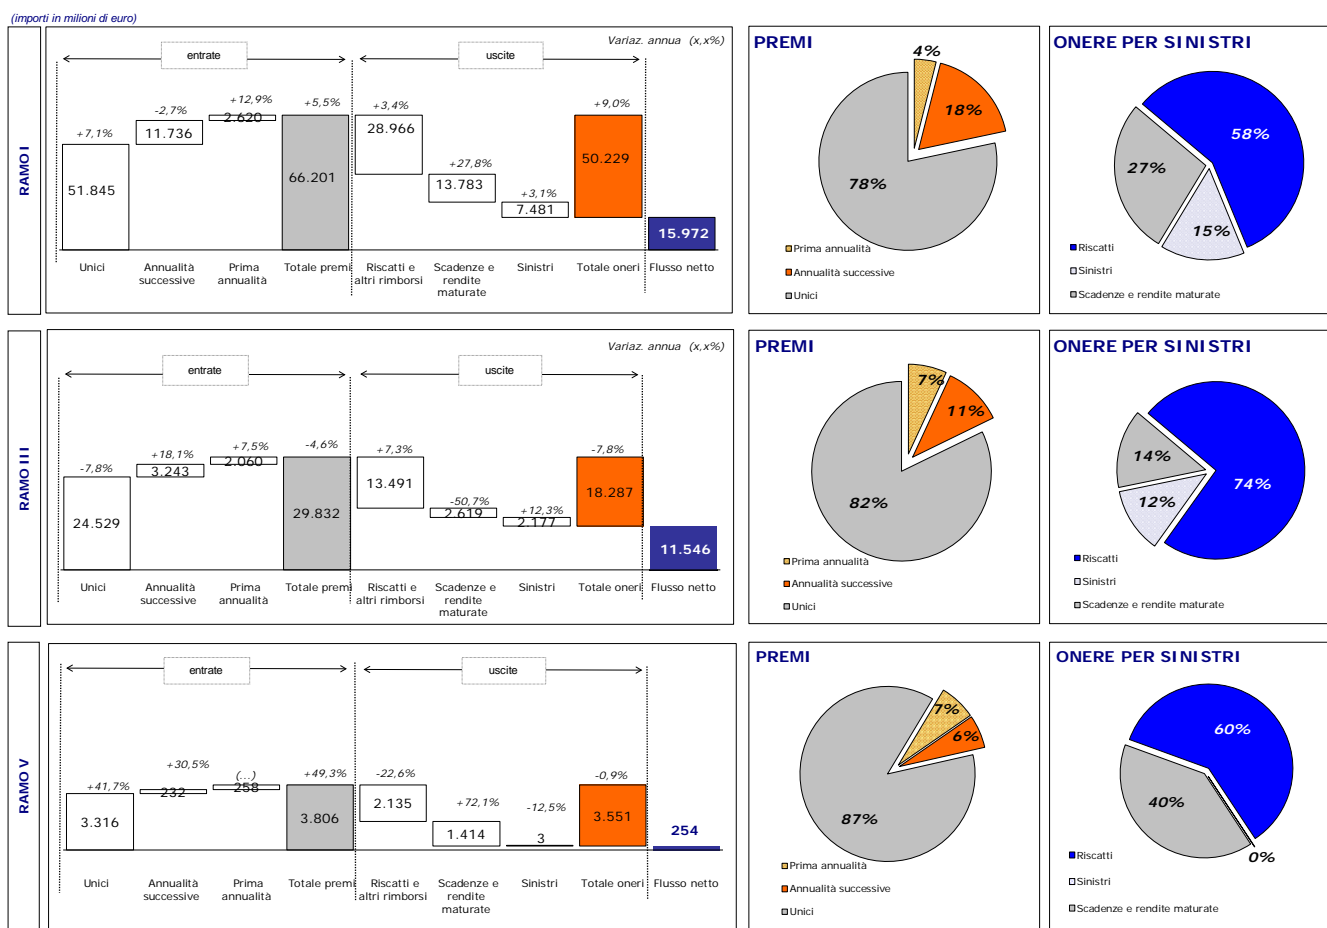 (importi in milioni di euro)
RAMO I
Variaz. annua (x,x%)
entrate
uscite
+7,1%
-2,7%
+12,9%
+5,5%
+3,4%
+27,8%
+3,1%
+9,0%
51.845
11.736
2.620
66.201
28.966
13.783
7.481
50.229
15.972
Unici
Annualità successive
Prima annualità
Totale premi
Riscatti e altri rimborsi
Scadenze e rendite maturate
Sinistri
Totale oneri
Flusso netto
PREMI
4%
18%
78%
Prima annualità
Annualità successive
Unici
ONERE PER SINISTRI
58%
27%
15%
Riscatti
Sinistri
Scadenze e rendite maturate
RAMO III
Variaz. annua (x,x%)
entrate
uscite
-7,8%
+18,1%
+7,5%
-4,6%
+7,3%
-50,7%
+12,3%
-7,8%
24.529
3.243
2.060
29.832
13.491
2.619
2.177
18.287
11.546
Unici
Annualità successive
Prima annualità
Totale premi
Riscatti e altri rimborsi
Scadenze e rendite maturate
Sinistri
Totale oneri
Flusso netto
PREMI
7%
11%
82%
Prima annualità
Annualità successive
Unici
ONERE PER SINISTRI
14%
74%
12%
Riscatti
Sinistri
Scadenze e rendite maturate
RAMO V
entrate
uscite
+41,7%
+30,5%
(...)
+49,3%
-22,6%
+72,1%
-12,5%
-0,9%
3.316
232
258
3.806
2.135
1.414
3
3.551
254
Unici
Annualità successive
Prima annualità
Totale premi
Riscatti e altri rimborsi
Scadenze e rendite maturate
Sinistri
Totale oneri
Flusso netto
PREMI
7%
6%
87%
Prima annualità
Annualità successive
Unici
ONERE PER SINISTRI
60%
40%
0%
Riscatti
Sinistri
Scadenze e rendite maturate